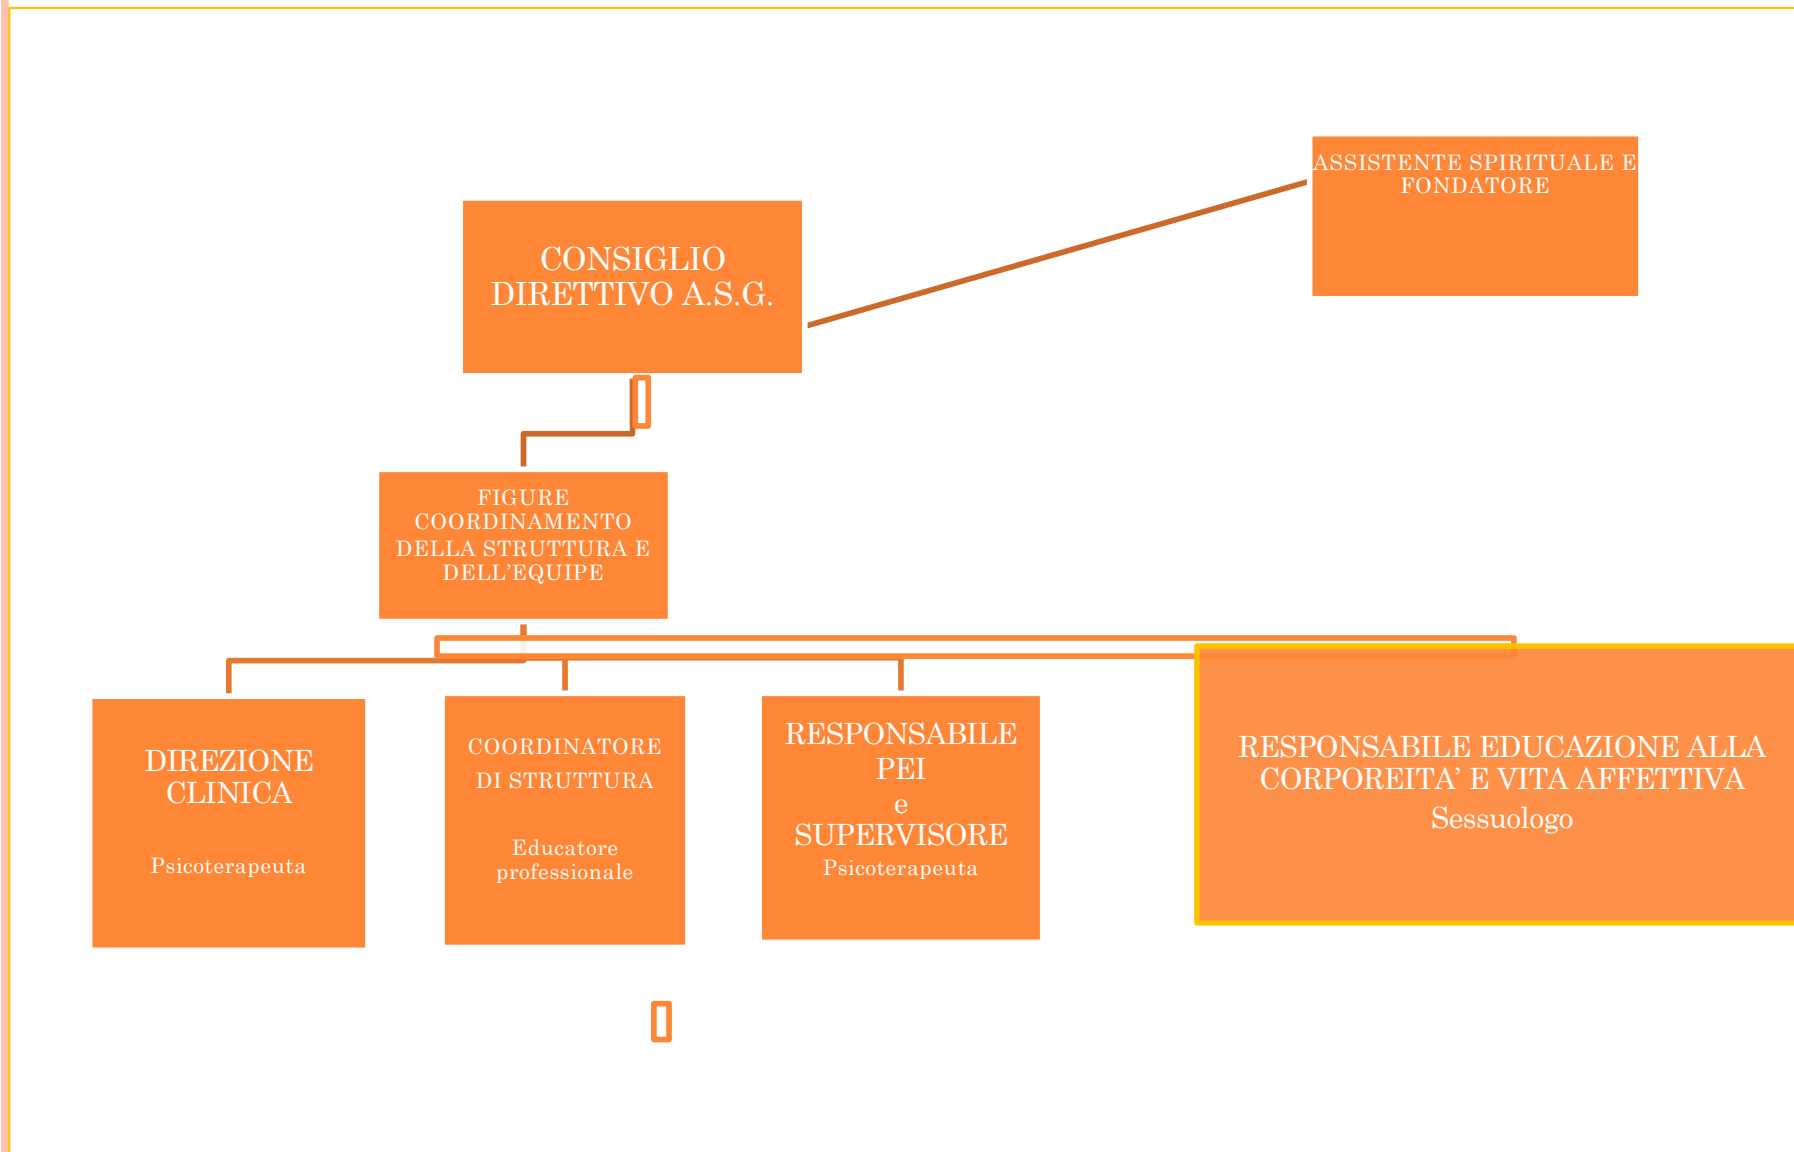 ASSISTENTE SPIRITUALE E
FONDATORE
CONSIGLIO
DIRETTIVO A.S.G.
FIGURE
COORDINAMENTO
DELLA STRUTTURA E
DELL’EQUIPE
DIREZIONE
CLINICA
Psicoterapeuta
COORDINATORE
DI STRUTTURA
Educatore
professionale
RESPONSABILE
PEI
e
SUPERVISORE
Psicoterapeuta
RESPONSABILE EDUCAZIONE ALLA
CORPOREITA’ E VITA AFFETTIVA
Sessuologo